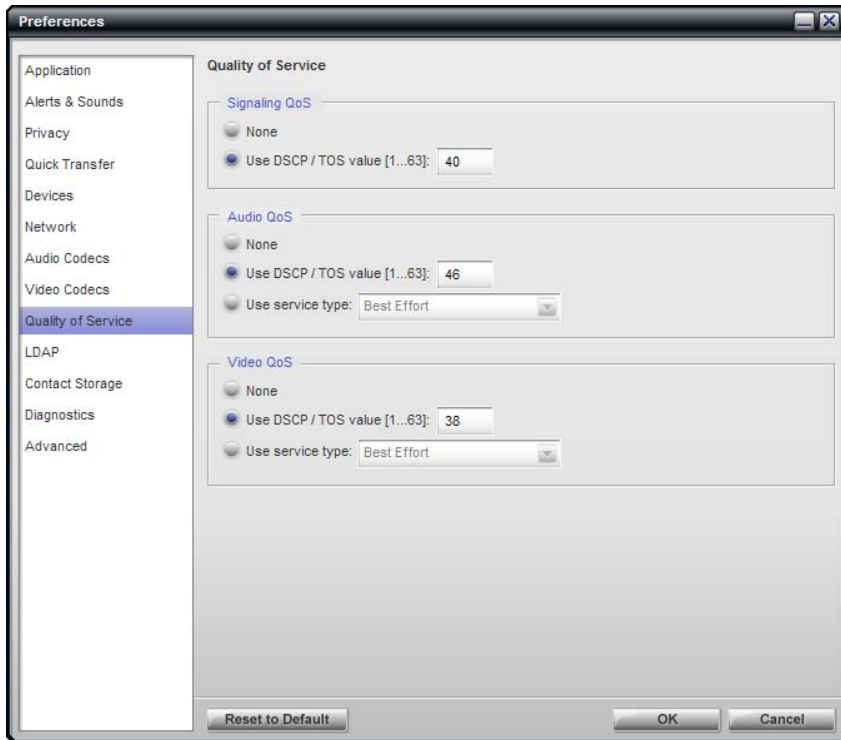 Preferences
Application
Alerts & Sounds
Privacy
Quick Transfer
Devices
Network
Audio Codecs
Video Codecs
Quality of Service
LDAP
Contact Storage
Diagnostics
Advanced
Quality of Service
Signaling QoS
None
Use DSCP / TOS value [1...63]: 40
Audio QoS
None
Use DSCP / TOS value [1...63]: 46
Use service type: Best Effort
Video QoS
None
Use DSCP / TOS value [1...63]: 38
Use service type: Best Effort
Reset to Default OK Cancel